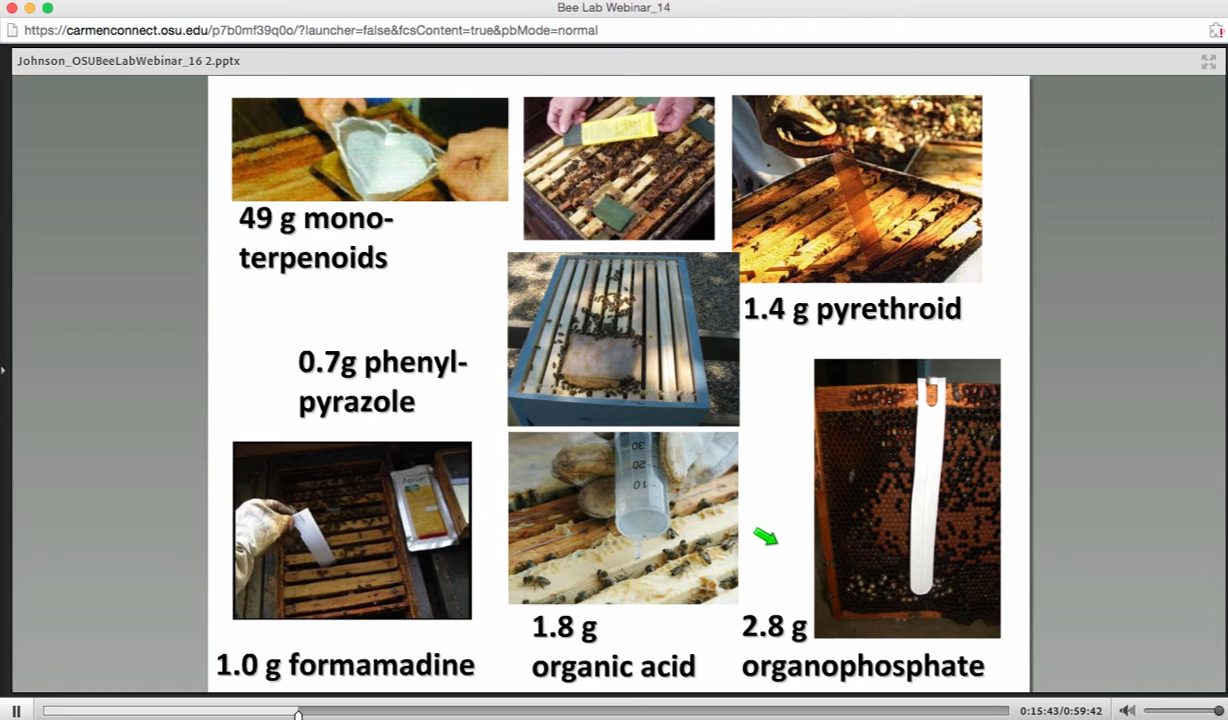 Bee Lab Webinar_14
https://carmenconnect.osu.edu/p7b0mf39q0o/?launcher=false&fcsContent=true&pbMode=normal
Johnson_OSUBeeLabWebinar_16 2.pptx
49 g mono-
terpenoids
1.4 g pyrethroid
0.7g phenyl-
pyrazole
30
20
10
1.0 g formamadine
1.8 g
organic acid
2.8 g
organophosphate
0:15:43/0:59:42